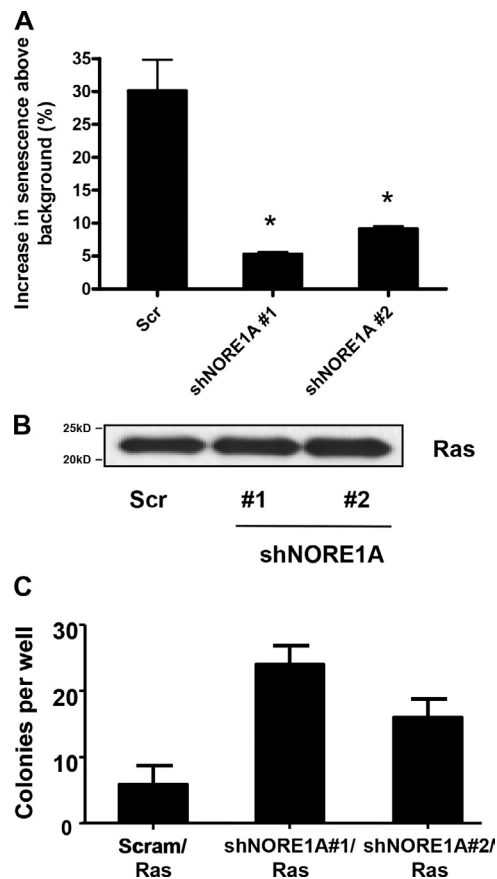 A
Increase in senescence above
background (%)
35
30
25
20
15
10
5
0
*
*
Scr
shNORE1A #1
shNORE1A #2
B
25kD
20kD
Ras
Scr #1 #2
shNORE1A
C
Colonies per well
30
20
10
0
Scram/ shNORE1A#1/ shNORE1A#2/
Ras Ras Ras